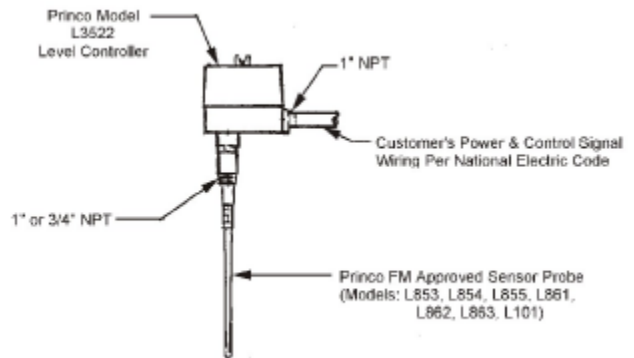 Princo Model
L3522
Level Controller
1" NPT
Customer's Power & Control Signal
Wiring Per National Electric Code
1" or 3/4" NPT
Princo FM Approved Sensor Probe
(Models: L853, L854, L855, L861,
L862, L863, L101)